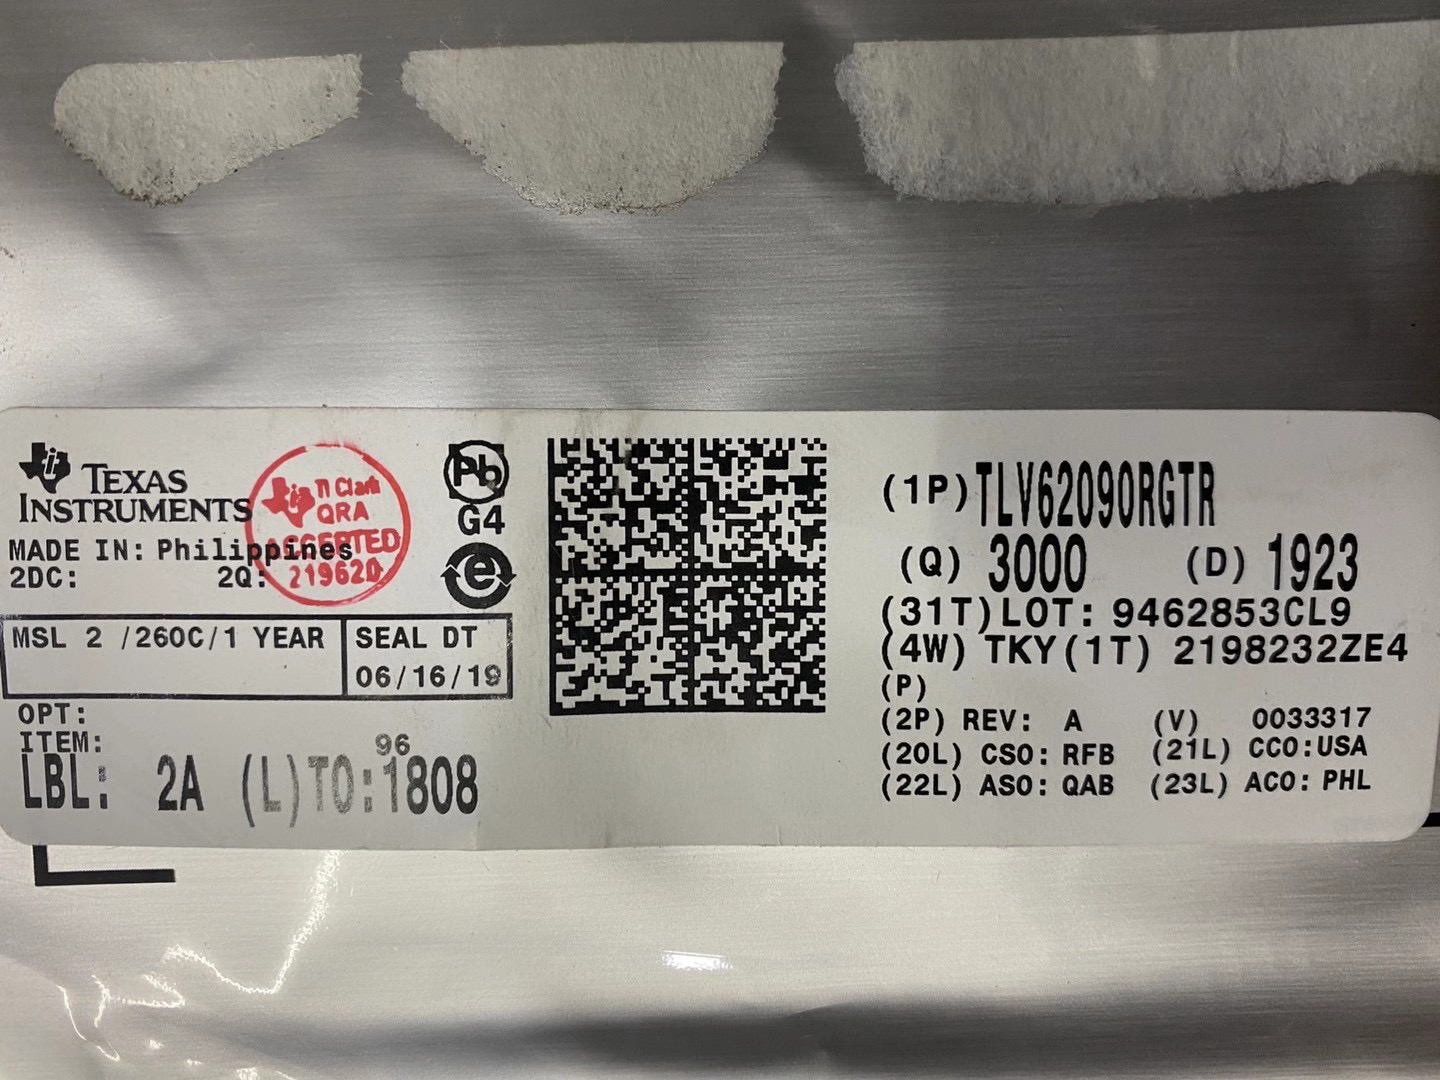 TEXAS
INSTRUMENTS
TI Clark
QRA
ACCEPTED
219620
MADE IN: Philippines
2DC: 2Q:
Pb
G4
e
MSL 2 /260C/1 YEAR
SEAL DT
06/16/19
OPT:
ITEM:
96
LBL: 2A (L)TO:1808
(1P)TLV62090RGTR
(Q) 3000 (D) 1923
(31T)LOT: 9462853CL9
(4W) TKY(1T) 2198232ZE4
(P)
(2P) REV: A (V) 0033317
(20L) CSO: RFB (21L) CCO:USA
(22L) ASO: QAB (23L) ACO: PHL